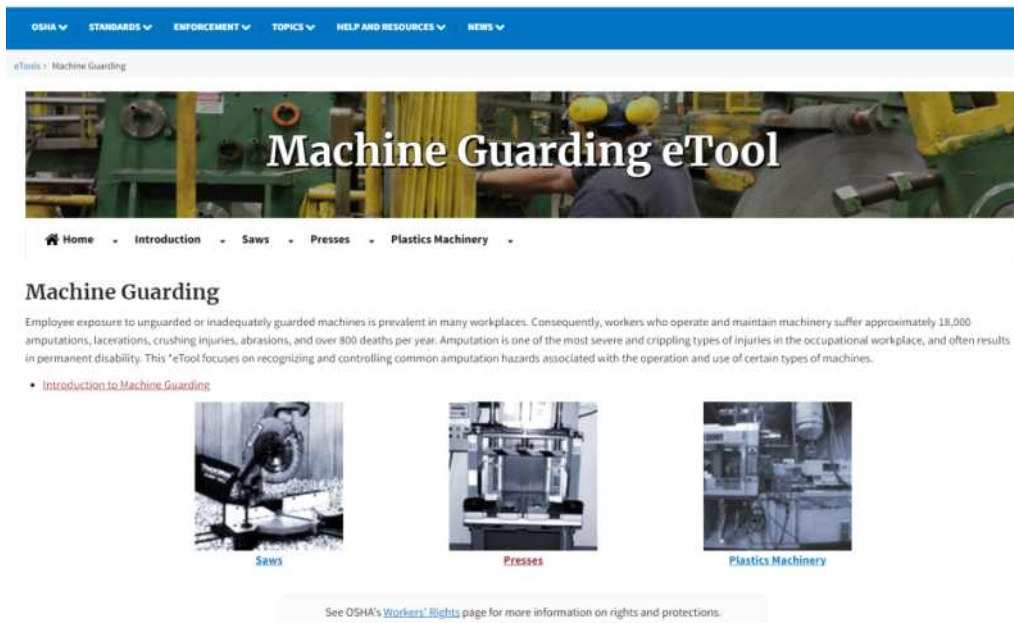 OSHA STANDARDS ENFORCEMENT TOPICS HELP AND RESOURCES NEWS
eTools > Machine Guarding
Machine Guarding eTool
Home Introduction Saws Presses Plastics Machinery
Machine Guarding
Employee exposure to unguarded or inadequately guarded machines is prevalent in many workplaces. Consequently, workers who operate and maintain machinery suffer approximately 18,000
amputations, lacerations, crushing injuries, abrasions, and over 800 deaths per year. Amputation is one of the most severe and crippling types of injuries in the occupational workplace, and often results
in permanent disability. This *eTool focuses on recognizing and controlling common amputation hazards associated with the operation and use of certain types of machines.
• Introduction to Machine Guarding
Saws Presses Plastics Machinery
See OSHA's Workers' Rights page for more information on rights and protections.